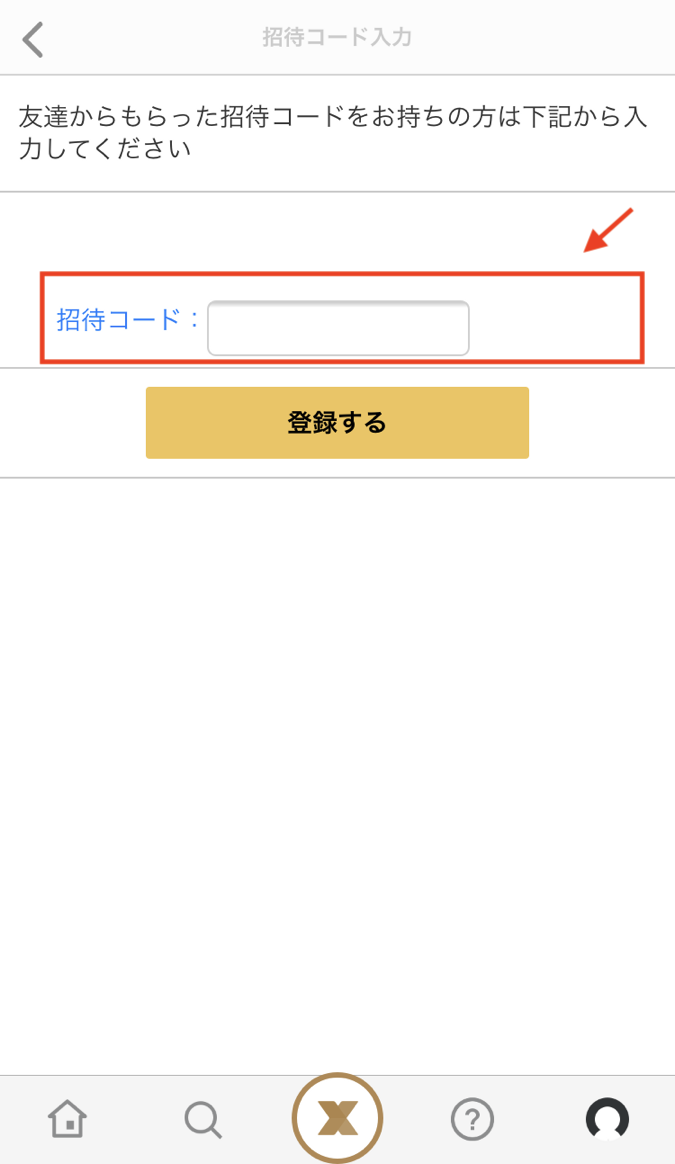 招待コード入力
友達からもらった招待コードをお持ちの方は下記から入
力してください
招待コード：
登録する
?